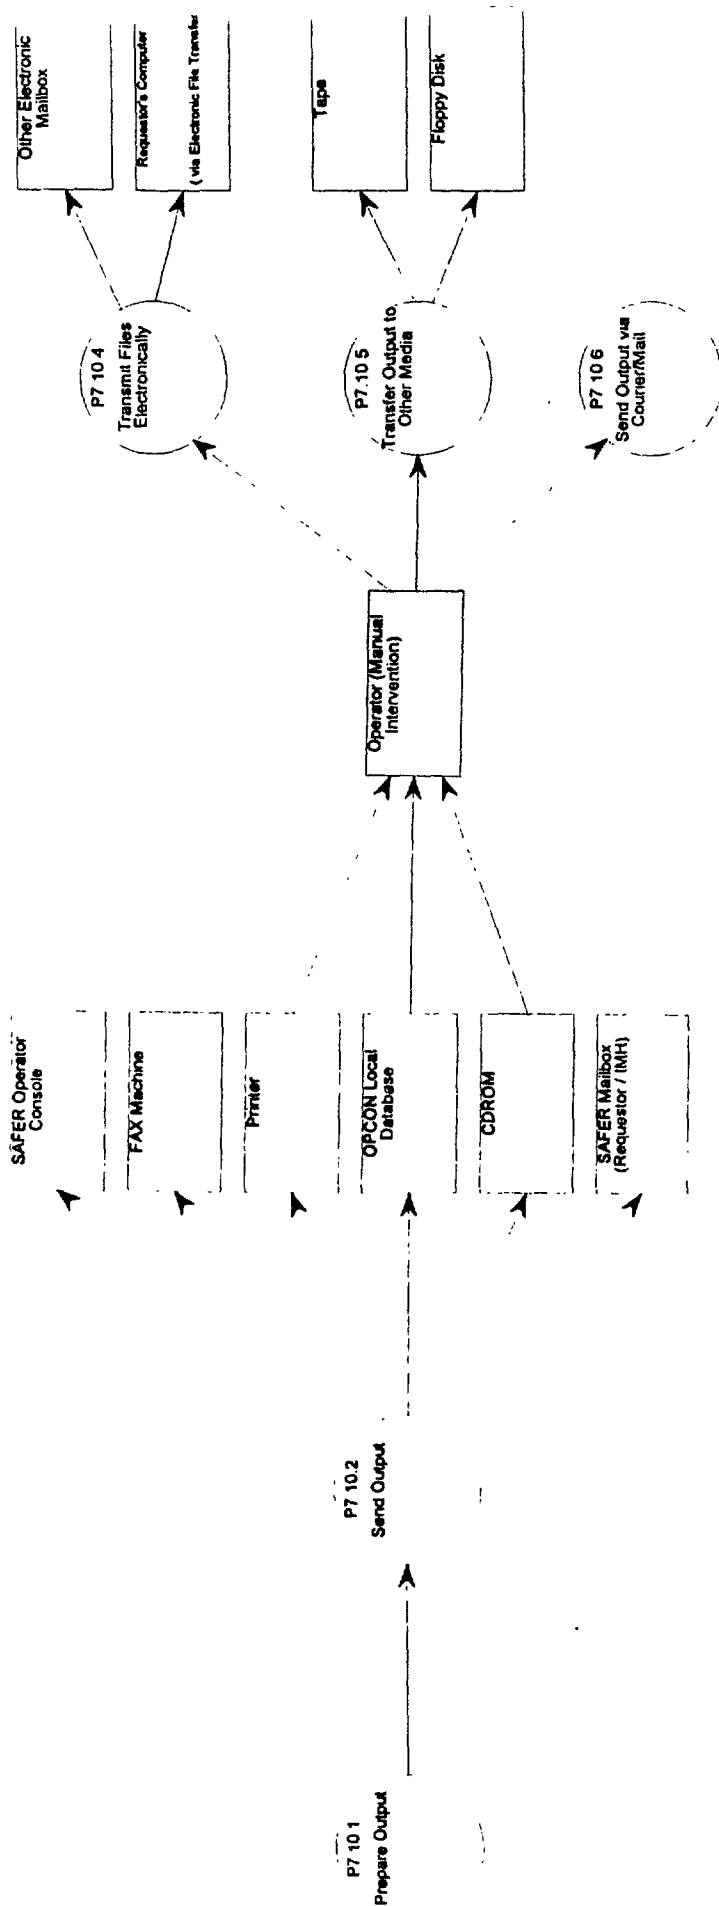 P7 10 1
Prepare Output
P7 10.2
Send Output
SAFER Operator
Console
FAX Machine
Printer
OPCON Local
Database
CDROM
SAFER Mailbox
(Requestor / IMH)
Operator (Manual
Intervention)
P7 10 4
Transmit Files
Electronically
P7.10 5
Transfer Output to
Other Media
P7 10 6
Send Output via
Courier/Mail
Other Electronic
Mailbox
Requestor's Computer
( via Electronic File Transfer
Tape
Floppy Disk